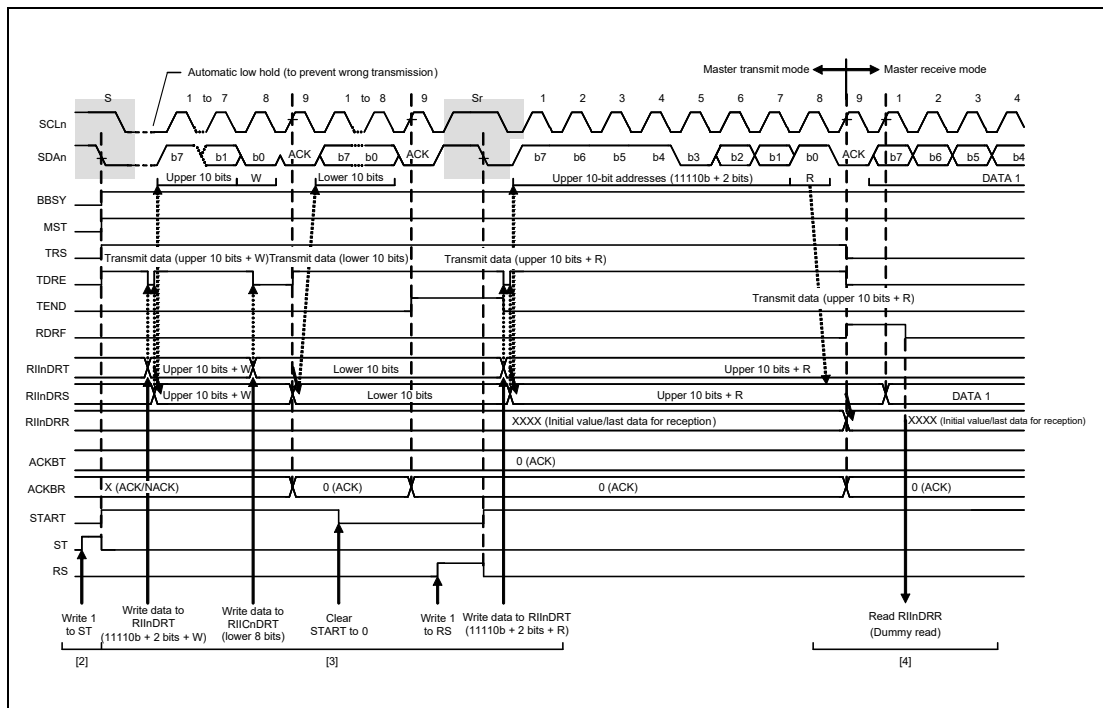 Automatic low hold (to prevent wrong transmission)
Master transmit mode
Master receive mode
S 1 to 7 8 9 1 to 8 9 Sr 1 2 3 4 5 6 7 8 9 1 2 3 4
SCLn
SDAn b7 b1 b0 ACK b7 b0 ACK b7 b6 b5 b4 b3 b2 b1 b0 ACK b7 b6 b5 b4
Upper 10 bits W Lower 10 bits Upper 10-bit addresses (11110b + 2 bits) R DATA 1
BBSY
MST
TRS
Transmit data (upper 10 bits + W) Transmit data (lower 10 bits) Transmit data (upper 10 bits + R)
TDRE
TEND
Transmit data (upper 10 bits + R)
RDRF
RIInDRT Upper 10 bits + W Lower 10 bits Upper 10 bits + R
RIInDRS Upper 10 bits + W Lower 10 bits Upper 10 bits + R DATA 1
RIInDRR XXXX (Initial value/last data for reception) XXXX (Initial value/last data for reception)
ACKBT 0 (ACK)
ACKBR X (ACK/NACK) 0 (ACK) 0 (ACK) 0 (ACK)
START
ST
RS
Write 1
to ST
Write data to
RIInDRT
(11110b + 2 bits + W)
Write data to
RIICnDRT
(lower 8 bits)
Clear
START to 0
Write 1
to RS
Write data to RIInDRT
(11110b + 2 bits + R)
Read RIInDRR
(Dummy read)
[2] [3] [4]